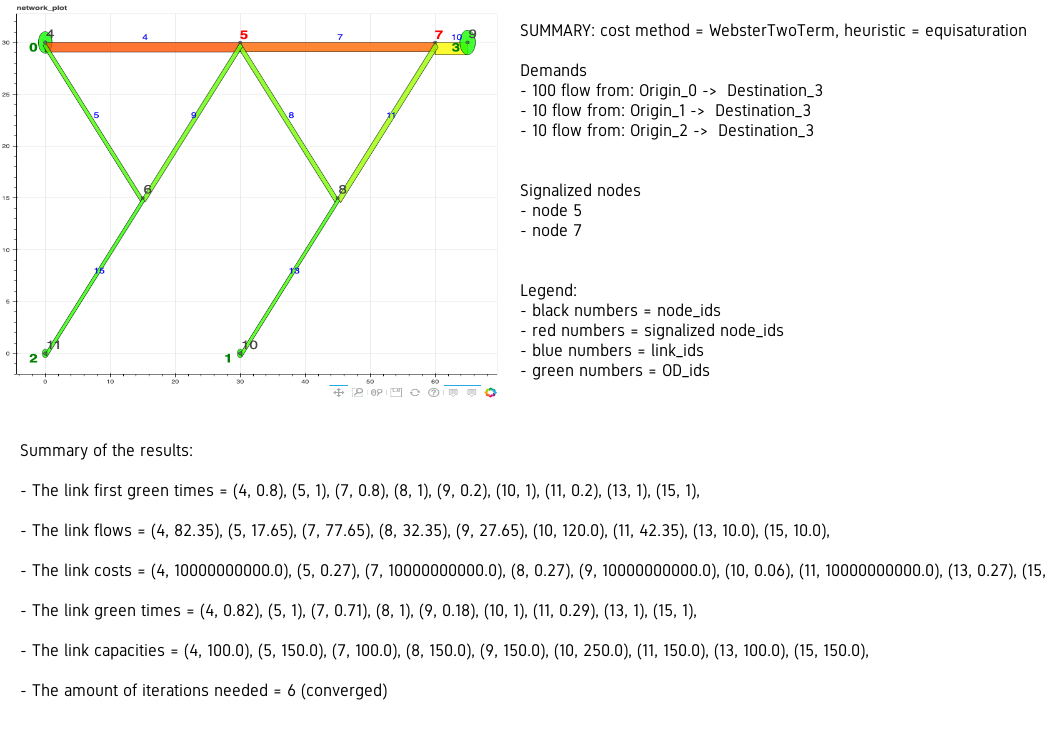 network_plot
4
5
7
9
0
3
4
7
10
30
5
9
8
11
25
20
6
8
15
10
15
13
5
11
10
0
2
1
0
10
20
30
40
50
60
SUMMARY: cost method = WebsterTwoTerm, heuristic = equisaturation
Demands
- 100 flow from: Origin_0 -> Destination_3
- 10 flow from: Origin_1 -> Destination_3
- 10 flow from: Origin_2 -> Destination_3
Signalized nodes
- node 5
- node 7
Legend:
- black numbers = node_ids
- red numbers = signalized node_ids
- blue numbers = link_ids
- green numbers = OD_ids
Summary of the results:
- The link first green times = (4, 0.8), (5, 1), (7, 0.8), (8, 1), (9, 0.2), (10, 1), (11, 0.2), (13, 1), (15, 1),
- The link flows = (4, 82.35), (5, 17.65), (7, 77.65), (8, 32.35), (9, 27.65), (10, 120.0), (11, 42.35), (13, 10.0), (15, 10.0),
- The link costs = (4, 10000000000.0), (5, 0.27), (7, 10000000000.0), (8, 0.27), (9, 10000000000.0), (10, 0.06), (11, 10000000000.0), (13, 0.27), (15,
- The link green times = (4, 0.82), (5, 1), (7, 0.71), (8, 1), (9, 0.18), (10, 1), (11, 0.29), (13, 1), (15, 1),
- The link capacities = (4, 100.0), (5, 150.0), (7, 100.0), (8, 150.0), (9, 150.0), (10, 250.0), (11, 150.0), (13, 100.0), (15, 150.0),
- The amount of iterations needed = 6 (converged)